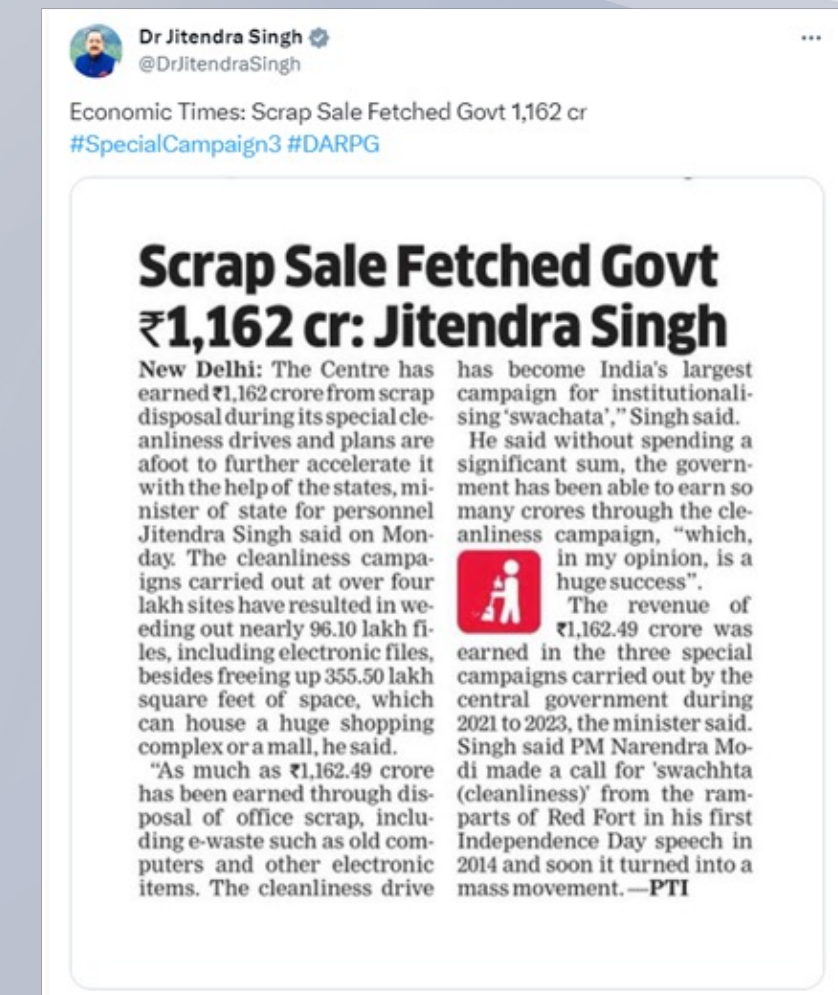 Dr Jitendra Singh
@DrJitendraSingh
Economic Times: Scrap Sale Fetched Govt 1,162 cr
#SpecialCampaign3 #DARPG
Scrap Sale Fetched Govt
₹1,162 cr: Jitendra Singh
New Delhi: The Centre has
earned ₹1,162 crore from scrap
disposal during its special cle-
anliness drives and plans are
afoot to further accelerate it
with the help of the states, mi-
nister of state for personnel
Jitendra Singh said on Mon-
day. The cleanliness campa-
igns carried out at over four
lakh sites have resulted in we-
eding out nearly 96.10 lakh fi-
les, including electronic files,
besides freeing up 355.50 lakh
square feet of space, which
can house a huge shopping
complex or a mall, he said.
"As much as ₹1,162.49 crore
has been earned through dis-
posal of office scrap, inclu-
ding e-waste such as old com-
puters and other electronic
items. The cleanliness drive
has become India's largest
campaign for institutionali-
sing 'swachata'," Singh said.
He said without spending a
significant sum, the govern-
ment has been able to earn so
many crores through the cle-
anliness campaign, "which,
in my opinion, is a
huge success".
The revenue of
₹1,162.49 crore was
earned in the three special
campaigns carried out by the
central government during
2021 to 2023, the minister said.
Singh said PM Narendra Mo-
di made a call for 'swachhta
(cleanliness)' from the ram-
parts of Red Fort in his first
Independence Day speech in
2014 and soon it turned into a
mass movement. —PTI